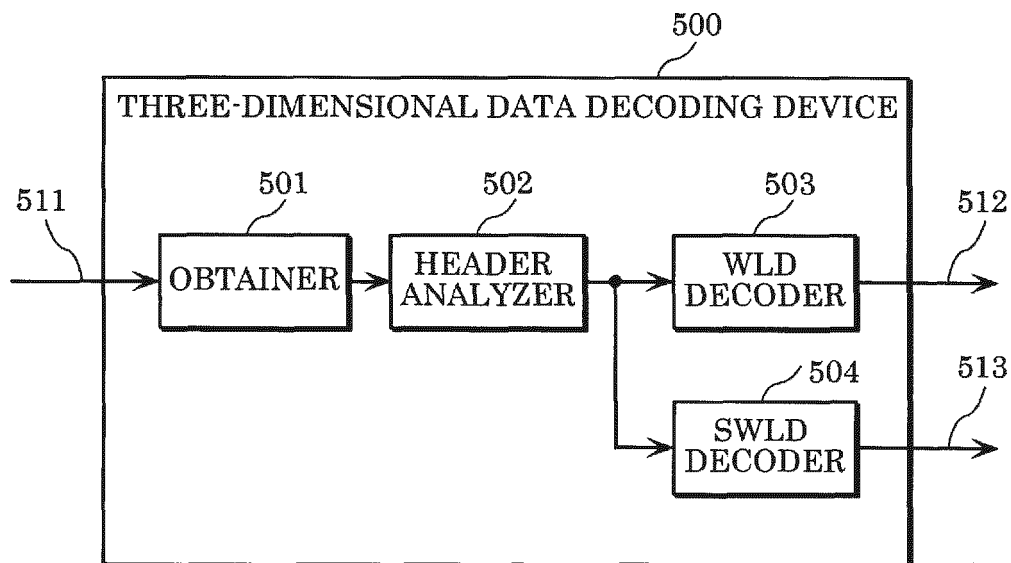 500
THREE-DIMENSIONAL DATA DECODING DEVICE
511
501
502
503
512
OBTAINER
HEADER
ANALYZER
WLD
DECODER
504
513
SWLD
DECODER